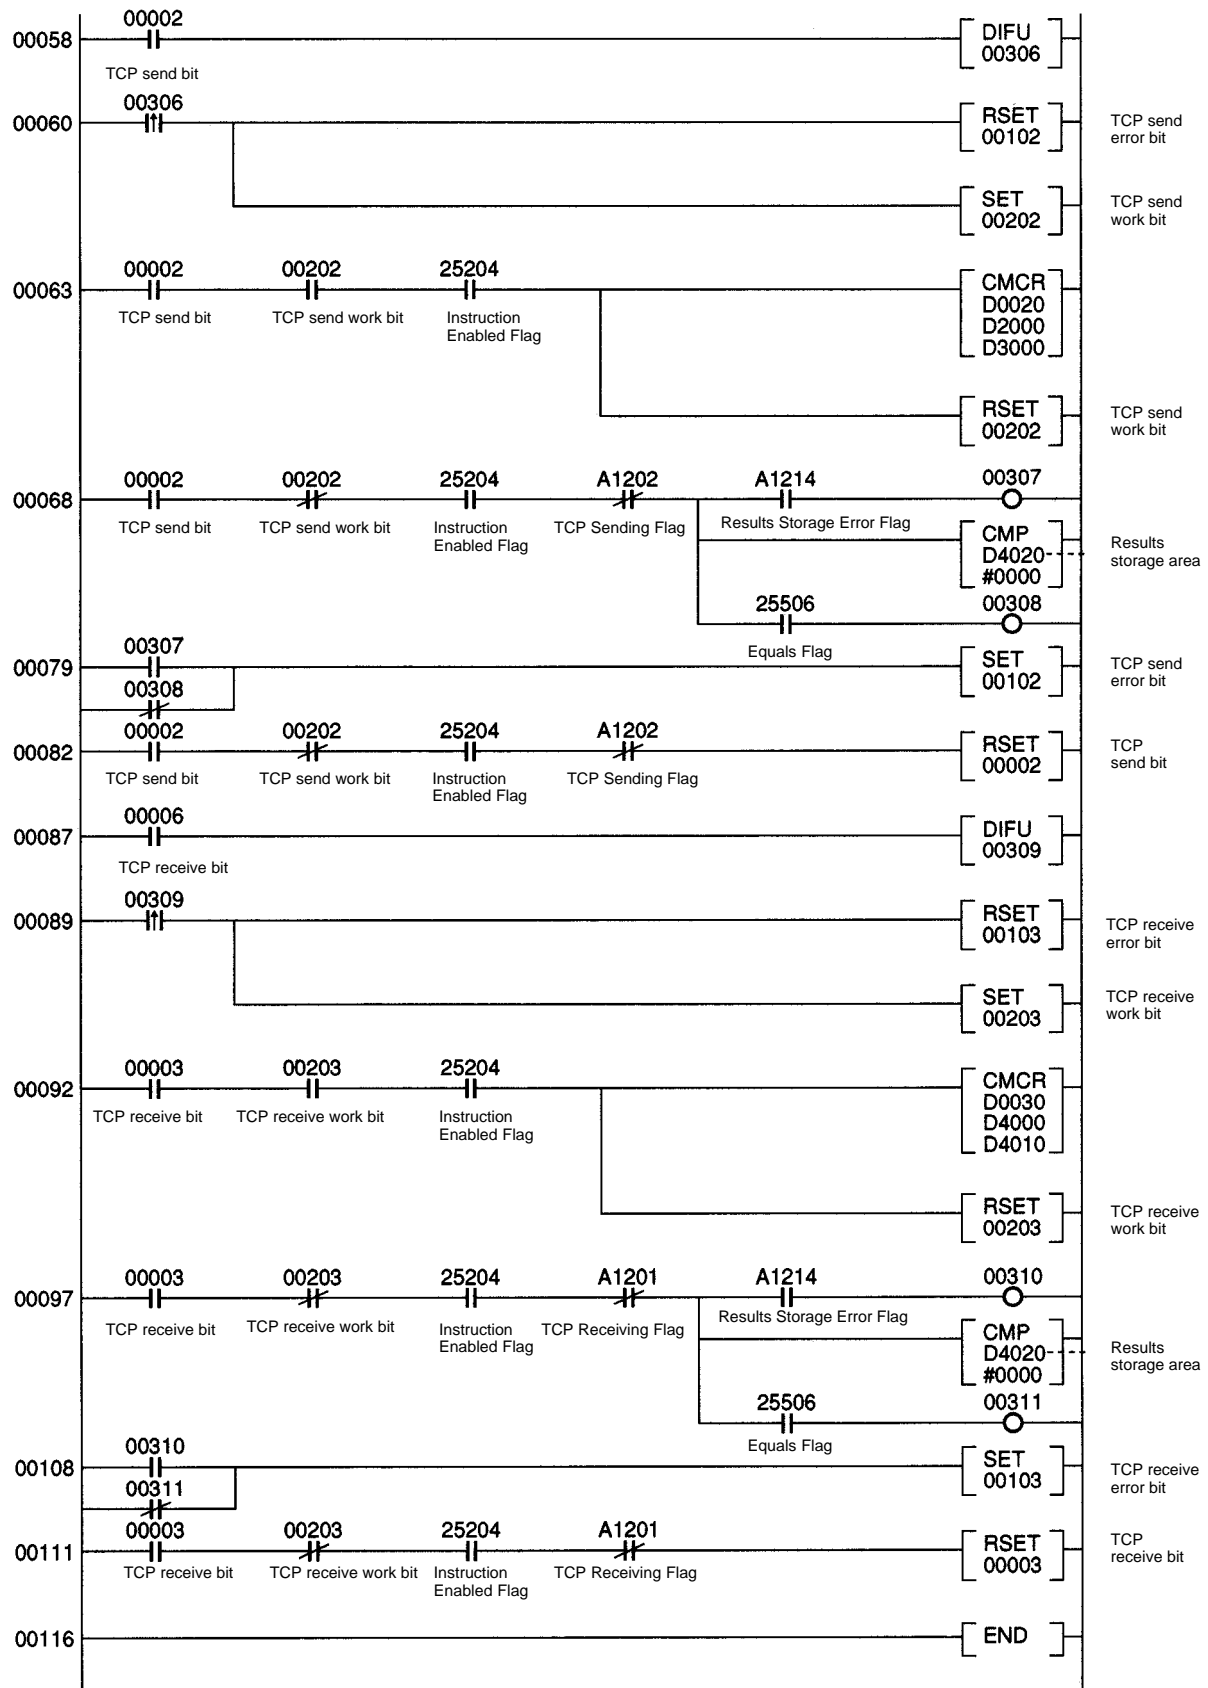 00002
00058
DIFU
00306
TCP send bit
00306
00060
RSET
00102
TCP send
error bit
SET
00202
TCP send
work bit
00002 00202 25204
00063
CMCR
D0020
D2000
D3000
TCP send bit TCP send work bit Instruction
Enabled Flag
RSET
00202
TCP send
work bit
00002 00202 25204 A1202 A1214 00307
00068
TCP send bit TCP send work bit Instruction
Enabled Flag
TCP Sending Flag
Results Storage Error Flag
CMP
D4020
#0000
Results
storage area
25506 00308
Equals Flag
00307
00079
00308
SET
00102
TCP send
error bit
00002 00202 25204 A1202
00082
RSET
00002
TCP
send bit
TCP send bit TCP send work bit Instruction
Enabled Flag
TCP Sending Flag
00006
00087
DIFU
00309
TCP receive bit
00309
00089
RSET
00103
TCP receive
error bit
SET
00203
TCP receive
work bit
00003 00203 25204
00092
CMCR
D0030
D4000
D4010
TCP receive bit TCP receive work bit Instruction
Enabled Flag
RSET
00203
TCP receive
work bit
00003 00203 25204 A1201 A1214 00310
00097
TCP receive bit TCP receive work bit Instruction
Enabled Flag
TCP Receiving Flag
Results Storage Error Flag
CMP
D4020
#0000
Results
storage area
25506 00311
Equals Flag
00310
00108
00311
SET
00103
TCP receive
error bit
00003 00203 25204 A1201
00111
RSET
00003
TCP
receive bit
TCP receive bit TCP receive work bit Instruction
Enabled Flag
TCP Receiving Flag
00116
END